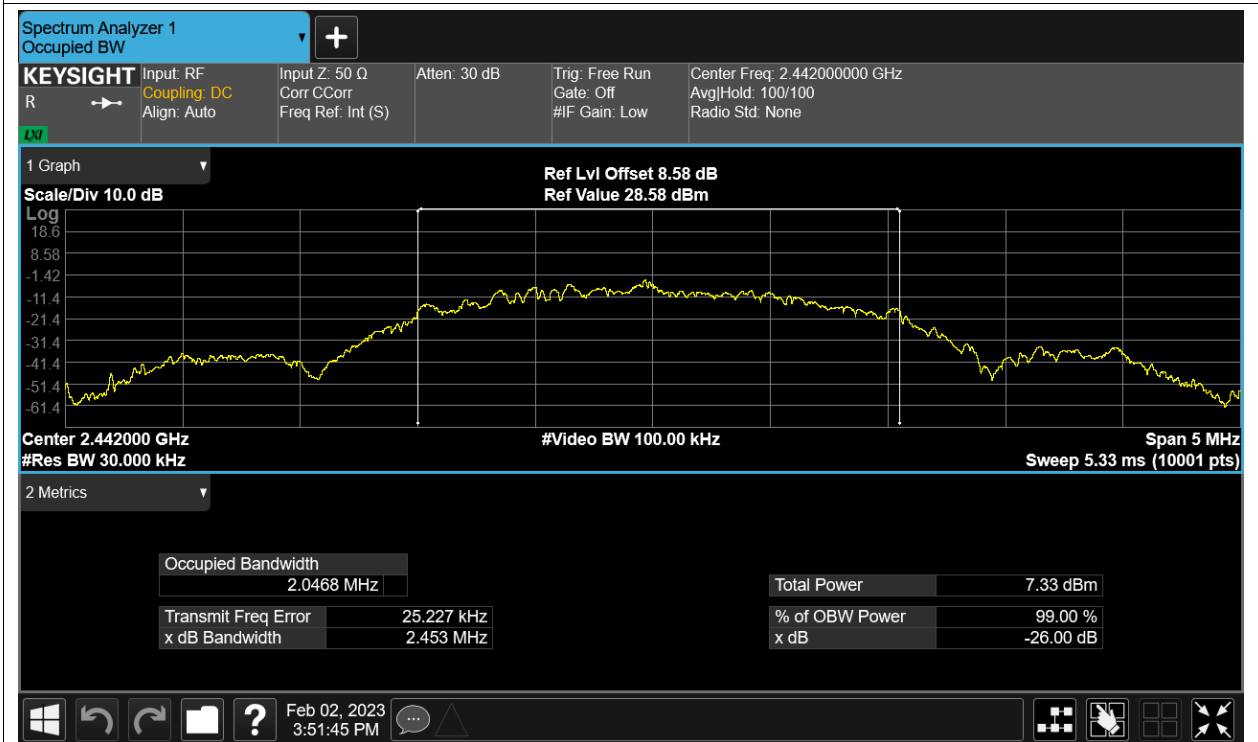 Spectrum Analyzer 1
Occupied BW
KEYSIGHT
R
LXI
Input: RF
Coupling: DC
Align: Auto
Input Z: 50 Ω
Corr CCorr
Freq Ref: Int (S)
Atten: 30 dB
Trig: Free Run
Gate: Off
#IF Gain: Low
Center Freq: 2.442000000 GHz
Avg|Hold: 100/100
Radio Std: None
1 Graph
Scale/Div 10.0 dB
Ref Lvl Offset 8.58 dB
Ref Value 28.58 dBm
Log
18.6
8.58
-1.42
-11.4
-21.4
-31.4
-41.4
-51.4
-61.4
Center 2.442000 GHz
#Res BW 30.000 kHz
#Video BW 100.00 kHz
Span 5 MHz
Sweep 5.33 ms (10001 pts)
2 Metrics
Occupied Bandwidth
2.0468 MHz
Transmit Freq Error 25.227 kHz
x dB Bandwidth 2.453 MHz
Total Power 7.33 dBm
% of OBW Power 99.00 %
x dB -26.00 dB
?
Feb 02, 2023
3:51:45 PM